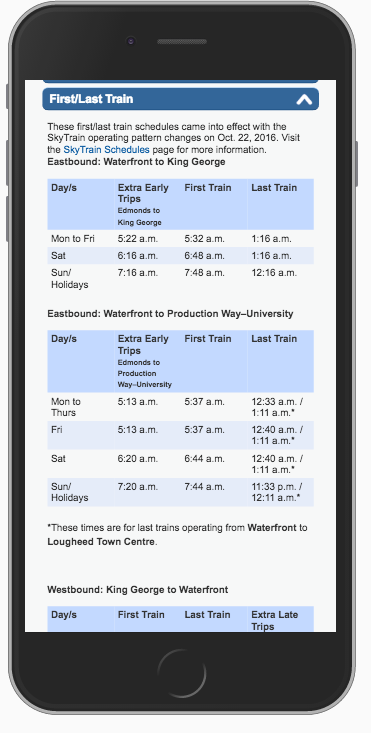 First/Last Train
These first/last train schedules came into effect with the
SkyTrain operating pattern changes on Oct. 22, 2016. Visit
the SkyTrain Schedules page for more information.
Eastbound: Waterfront to King George
Day/s Extra Early First Train Last Train
Trips
Edmonds to
King George
Mon to Fri 5:22 a.m. 5:32 a.m. 1:16 a.m.
Sat 6:16 a.m. 6:48 a.m. 1:16 a.m.
Sun/ 7:16 a.m. 7:48 a.m. 12:16 a.m.
Holidays
Eastbound: Waterfront to Production Way–University
Day/s Extra Early First Train Last Train
Trips
Edmonds to
Production
Way–University
Mon to 5:13 a.m. 5:37 a.m. 12:33 a.m. /
Thurs 1:11 a.m.*
Fri 5:13 a.m. 5:37 a.m. 12:40 a.m. /
1:11 a.m.*
Sat 6:20 a.m. 6:44 a.m. 12:40 a.m. /
1:11 a.m.*
Sun/ 7:20 a.m. 7:44 a.m. 11:33 p.m. /
Holidays 12:11 a.m.*
*These times are for last trains operating from Waterfront to
Lougheed Town Centre.
Westbound: King George to Waterfront
Day/s First Train Last Train Extra Late
Trips